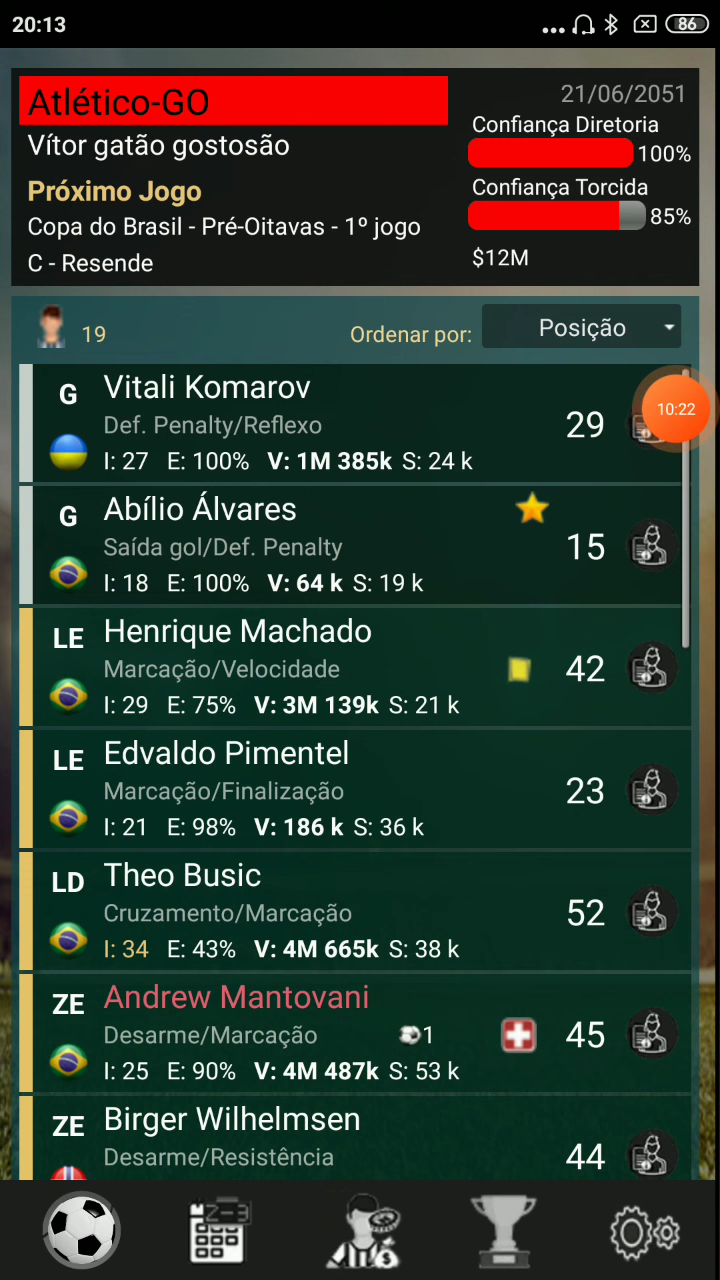 20:13
86
Atlético-GO
21/06/2051
Vítor gatão gostosão
Confiança Diretoria
100%
Próximo Jogo
Confiança Torcida
Copa do Brasil - Pré-Oitavas - 1º jogo
85%
C - Resende
$12M
19
Ordenar por:
Posição
G
Vitali Komarov
Def. Penalty/Reflexo
29
10:22
I: 27 E: 100% V: 1M 385k S: 24 k
G
Abílio Álvares
Saída gol/Def. Penalty
15
I: 18 E: 100% V: 64 k S: 19 k
LE
Henrique Machado
Marcação/Velocidade
42
I: 29 E: 75% V: 3M 139k S: 21 k
LE
Edvaldo Pimentel
Marcação/Finalização
23
I: 21 E: 98% V: 186 k S: 36 k
LD
Theo Busic
Cruzamento/Marcação
52
I: 34 E: 43% V: 4M 665k S: 38 k
ZE
Andrew Mantovani
Desarme/Marcação
1
45
I: 25 E: 90% V: 4M 487k S: 53 k
ZE
Birger Wilhelmsen
Desarme/Resistência
44
2-3